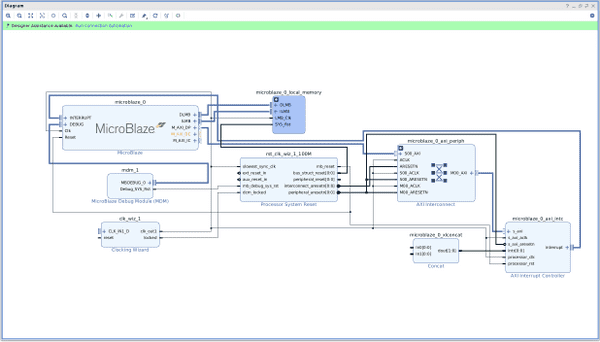 Diagram
Designer Assistance available. Run Connection Automation
microblaze_0
INTERRUPT
DEBUG
Clk
Reset
DLMB
ILMB
M_AXI_DP
M_AXI_DC
M_AXI_IC
MicroBlaze
MicroBlaze
microblaze_0_local_memory
DLMB
ILMB
LMB_Clk
SYS_Rst
mdm_1
MBDEBUG_0
Debug_SYS_Rst
MicroBlaze Debug Module (MDM)
clk_wiz_1
CLK_IN1_D
reset
clk_out1
locked
Clocking Wizard
rst_clk_wiz_1_100M
slowest_sync_clk
ext_reset_in
aux_reset_in
mb_debug_sys_rst
dcm_locked
mb_reset
bus_struct_reset[0:0]
peripheral_reset[0:0]
interconnect_aresetn[0:0]
peripheral_aresetn[0:0]
Processor System Reset
microblaze_0_axi_periph
S00_AXI
ACLK
ARESETN
S00_ACLK
S00_ARESETN
M00_ACLK
M00_ARESETN
M00_AXI
AXI Interconnect
microblaze_0_xlconcat
In0[0:0]
In1[0:0]
dout[1:0]
Concat
microblaze_0_axi_intc
s_axi
s_axi_aclk
s_axi_aresetn
intr[1:0]
processor_clk
processor_rst
interrupt
AXI Interrupt Controller